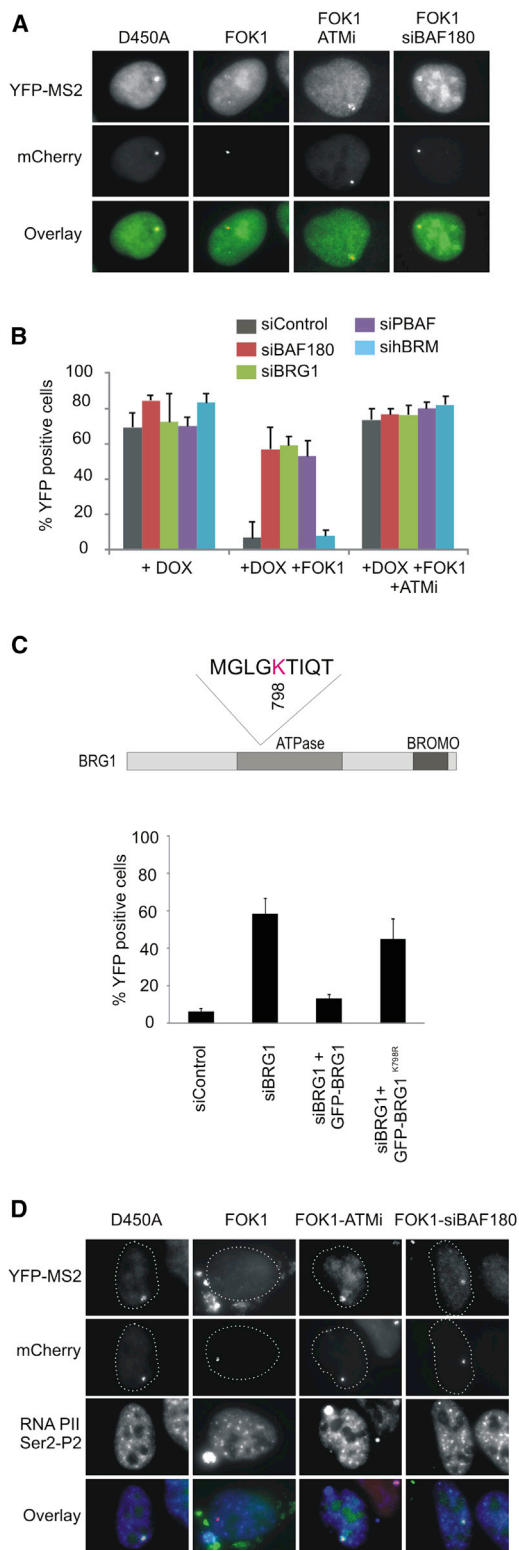 A
D450A
FOK1
FOK1
ATMi
FOK1
siBAF180
YFP-MS2
mCherry
Overlay
B
siControl
siBAF180
siBRG1
siPBAF
sihBRM
% YFP positive cells
100
80
60
40
20
0
+ DOX
+DOX +FOK1
+DOX +FOK1
+ATMi
C
MGLGKTIQT
798
BRG1
ATPase
BROMO
% YFP positive cells
100
80
60
40
20
0
siControl
siBRG1
siBRG1 +
GFP-BRG1
siBRG1+
GFP-BRG1 K798R
D
D450A
FOK1
FOK1-ATMi
FOK1-siBAF180
YFP-MS2
mCherry
RNA PII
Ser2-P2
Overlay